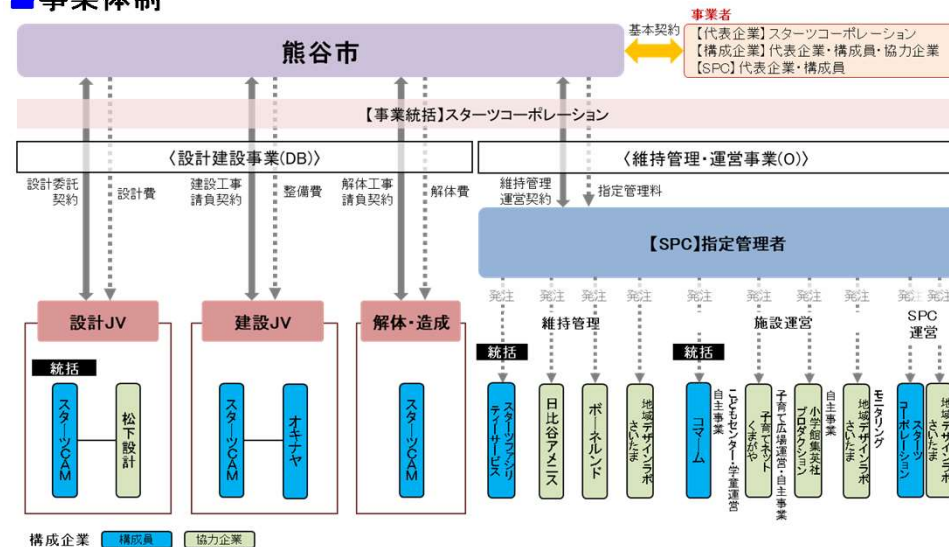 ■事業体制
事業者
基本契約
熊谷市
【代表企業】スターツコーポレーション
【構成企業】代表企業・構成員・協力企業
【SPC】代表企業・構成員
【事業統括】スターツコーポレーション
〈設計建設事業(DB)〉
〈維持管理・運営事業(O)〉
設計委託
契約
設計費
建設工事
請負契約
整備費
解体工事
請負契約
解体費
維持管理
運営契約
指定管理料
【SPC】指定管理者
発注
発注
発注
発注
発注
発注
発注
発注
発注
発注
設計JV
建設JV
解体・造成
維持管理
施設運営
SPC
運営
統括
統括
統括
スターツCAM
松下設計
スターツCAM
オキナヤ
スターツCAM
スターツファシリ
ティーサービス
日比谷アメニス
ボーネルンド
地域デザインラボ
さいたま
コマーム
自主事業
こどもセンター・学童運営
子育てネット
くまがや
子育て広場運営・自主事業
小学館集英社
プロダクション
自主事業
地域デザインラボ
さいたま
モニタリング
スターツ
コーポレーション
地域デザインラボ
さいたま
構成企業
構成員
協力企業